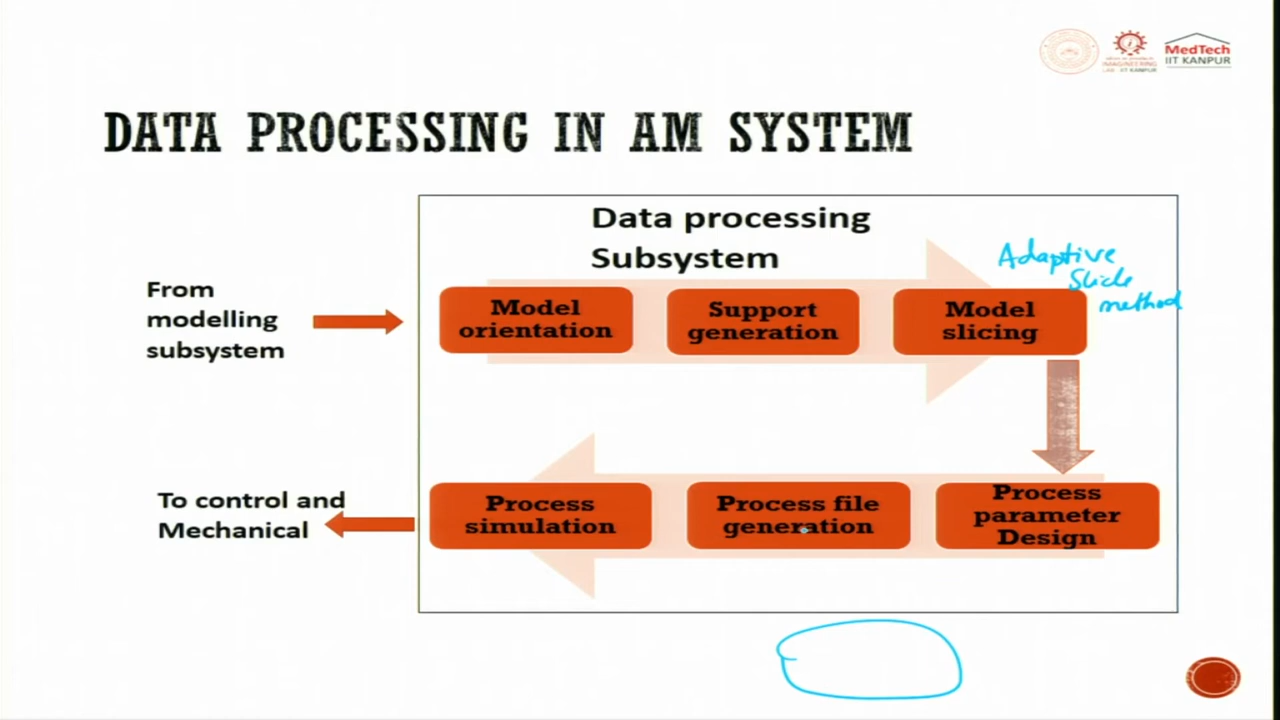 MedTech
IIT KANPUR
DATA PROCESSING IN AM SYSTEM
Data processing
Subsystem
Adaptive
Slide
method
From
modelling
subsystem
Model
orientation
Support
generation
Model
slicing
To control and
Mechanical
Process
simulation
Process file
generation
Process
parameter
Design